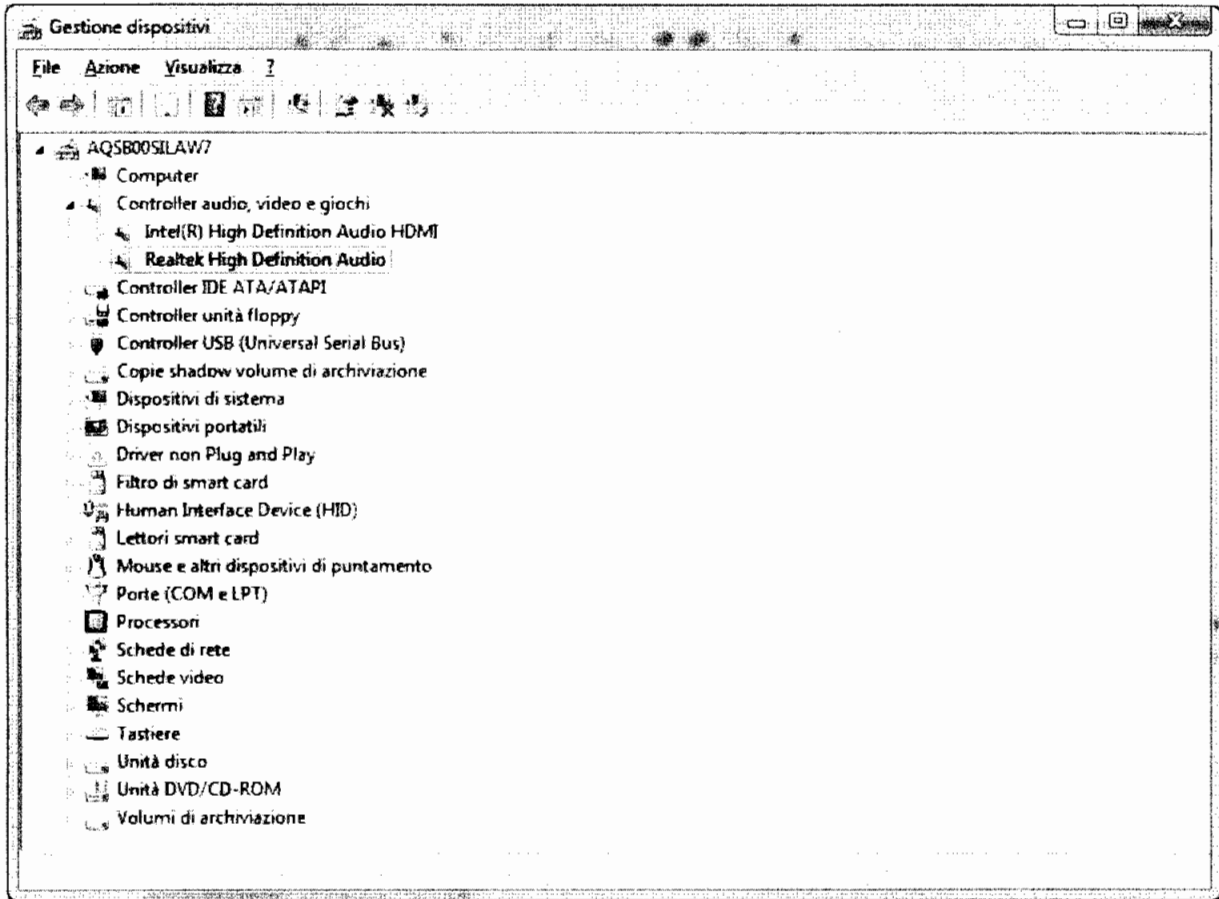 Gestione dispositivi
File Azione Visualizza ?
AQSB00SILAW7
Computer
Controller audio, video e giochi
Intel(R) High Definition Audio HDMI
Realtek High Definition Audio
Controller IDE ATA/ATAPI
Controller unità floppy
Controller USB (Universal Serial Bus)
Copie shadow volume di archiviazione
Dispositivi di sistema
Dispositivi portatili
Driver non Plug and Play
Filtro di smart card
Human Interface Device (HID)
Lettori smart card
Mouse e altri dispositivi di puntamento
Porte (COM e LPT)
Processori
Schede di rete
Schede video
Schermi
Tastiere
Unità disco
Unità DVD/CD-ROM
Volumi di archiviazione